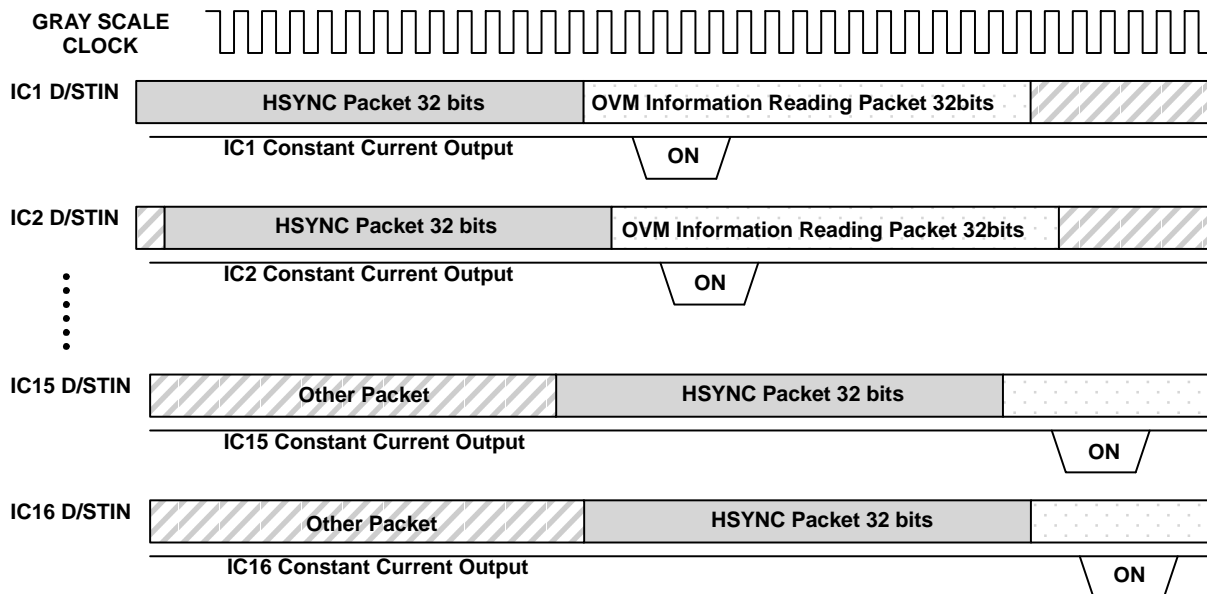 GRAY SCALE
CLOCK
IC1 D/STIN
HSYNC Packet 32 bits
OVM Information Reading Packet 32bits
IC1 Constant Current Output
ON
IC2 D/STIN
HSYNC Packet 32 bits
OVM Information Reading Packet 32bits
IC2 Constant Current Output
ON
IC15 D/STIN
Other Packet
HSYNC Packet 32 bits
IC15 Constant Current Output
ON
IC16 D/STIN
Other Packet
HSYNC Packet 32 bits
IC16 Constant Current Output
ON